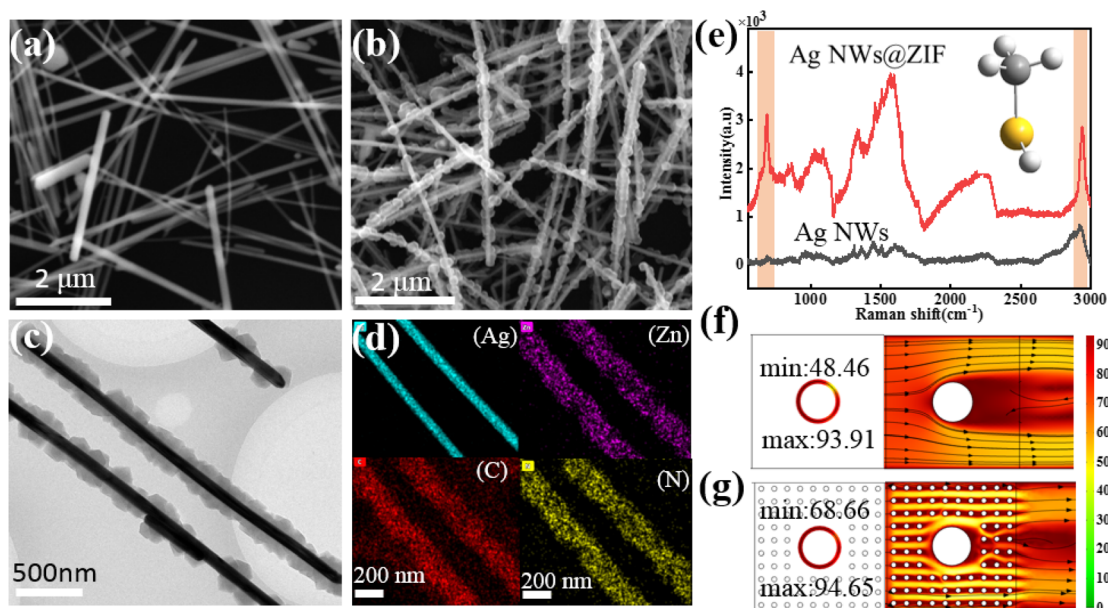 (a)
2 μm
(b)
2 μm
(c)
500nm
(d)
(Ag)
Zn
(Zn)
C
(C)
200 nm
(N)
200 nm
(e)
×10³
Ag NWs@ZIF
Ag NWs
4
3
2
1
0
Intensity(a.u)
1000
1500
2000
2500
3000
Raman shift(cm⁻¹)
(f)
min:48.46
max:93.91
(g)
min:68.66
max:94.65
90
80
70
60
50
40
30
20
10
0